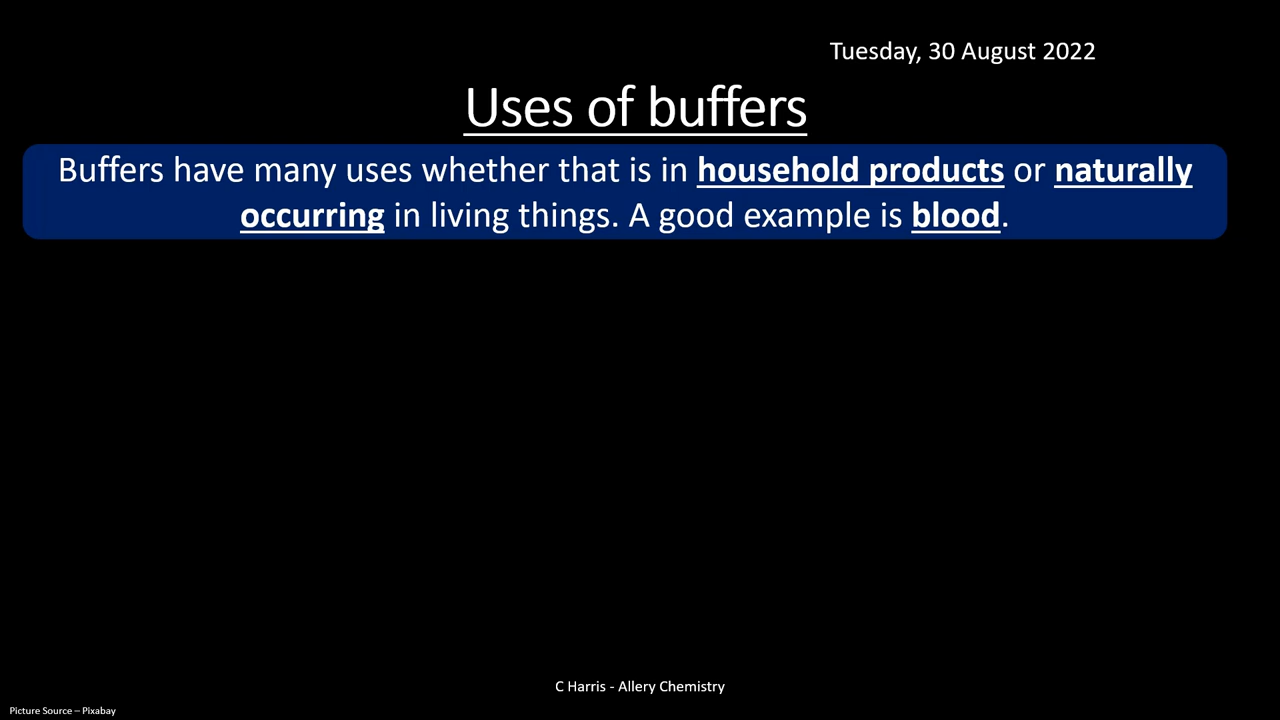 Tuesday, 30 August 2022
Uses of buffers
Buffers have many uses whether that is in household products or naturally
occurring in living things. A good example is blood.
C Harris - Allery Chemistry
Picture Source – Pixabay